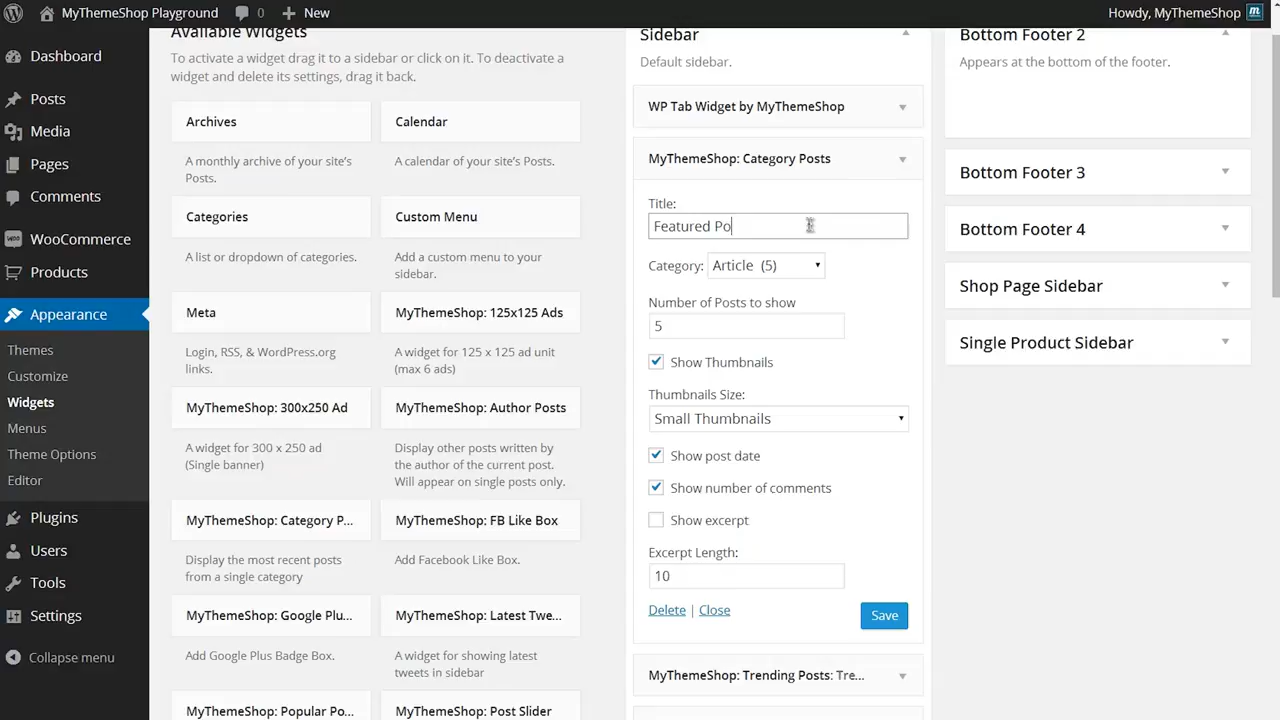 MyThemeShop Playground
0
New
Howdy, MyThemeShop
Dashboard
Posts
Media
Pages
Comments
WooCommerce
Products
Appearance
Themes
Customize
Widgets
Menus
Theme Options
Editor
Plugins
Users
Tools
Settings
Collapse menu
Available Widgets
To activate a widget drag it to a sidebar or click on it. To deactivate a
widget and delete its settings, drag it back.
Archives
A monthly archive of your site's
Posts.
Calendar
A calendar of your site's Posts.
Categories
A list or dropdown of categories.
Custom Menu
Add a custom menu to your
sidebar.
Meta
Login, RSS, & WordPress.org
links.
MyThemeShop: 125x125 Ads
A widget for 125 x 125 ad unit
(max 6 ads)
MyThemeShop: 300x250 Ad
A widget for 300 x 250 ad
(Single banner)
MyThemeShop: Author Posts
Display other posts written by
the author of the current post.
Will appear on single posts only.
MyThemeShop: Category P...
Display the most recent posts
from a single category
MyThemeShop: FB Like Box
Add Facebook Like Box.
MyThemeShop: Google Plu...
Add Google Plus Badge Box.
MyThemeShop: Latest Twe...
A widget for showing latest
tweets in sidebar
MyThemeShop: Popular Po...
MyThemeShop: Post Slider
Sidebar
Default sidebar.
WP Tab Widget by MyThemeShop
MyThemeShop: Category Posts
Title:
Featured Po
Category: Article (5)
Number of Posts to show
5
Show Thumbnails
Thumbnails Size:
Small Thumbnails
Show post date
Show number of comments
Show excerpt
Excerpt Length:
10
Delete | Close
Save
MyThemeShop: Trending Posts: Tre...
Bottom Footer 2
Appears at the bottom of the footer.
Bottom Footer 3
Bottom Footer 4
Shop Page Sidebar
Single Product Sidebar